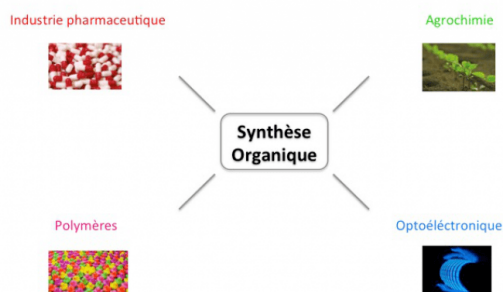 Industrie pharmaceutique
Agrochimie
Synthèse
Organique
Polymères
Optoéléctronique